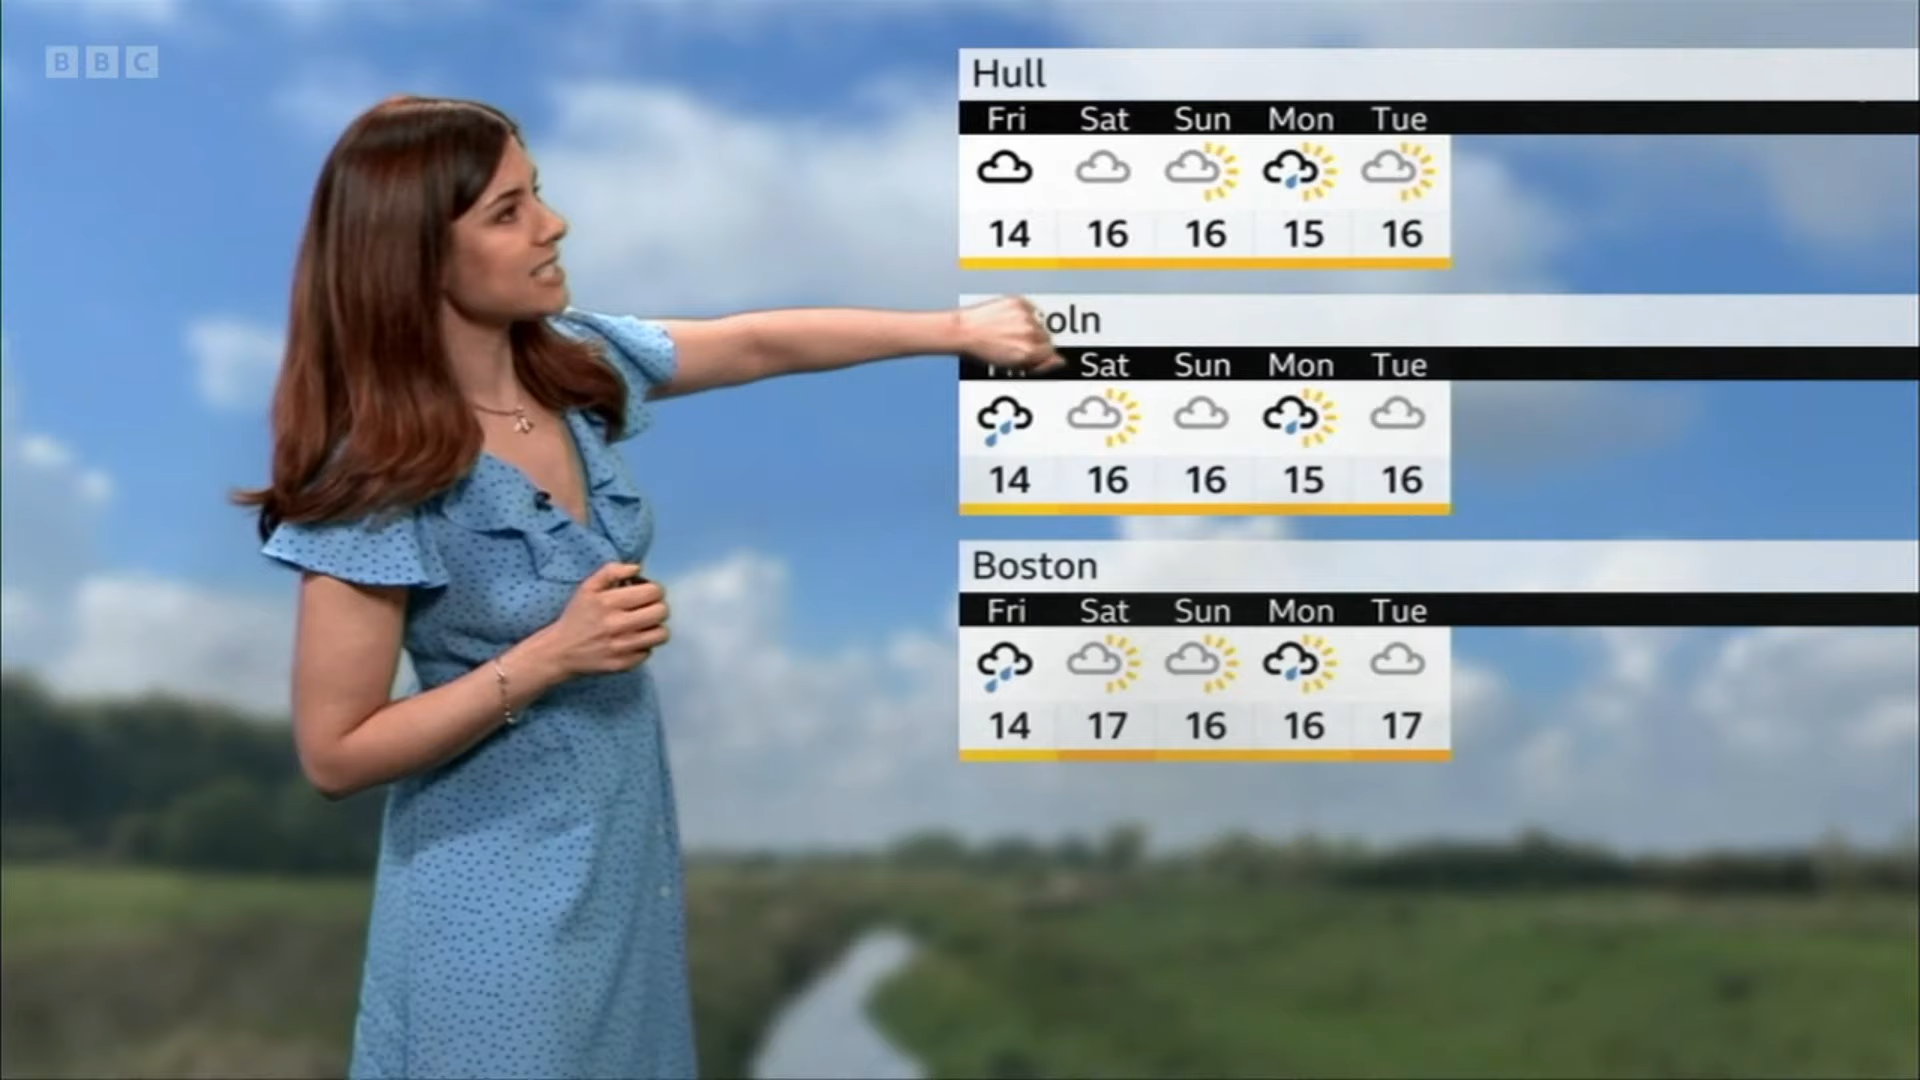 BBC
Hull
Fri Sat Sun Mon Tue
14 16 16 15 16
oln
Sat Sun Mon Tue
14 16 16 15 16
Boston
Fri Sat Sun Mon Tue
14 17 16 16 17